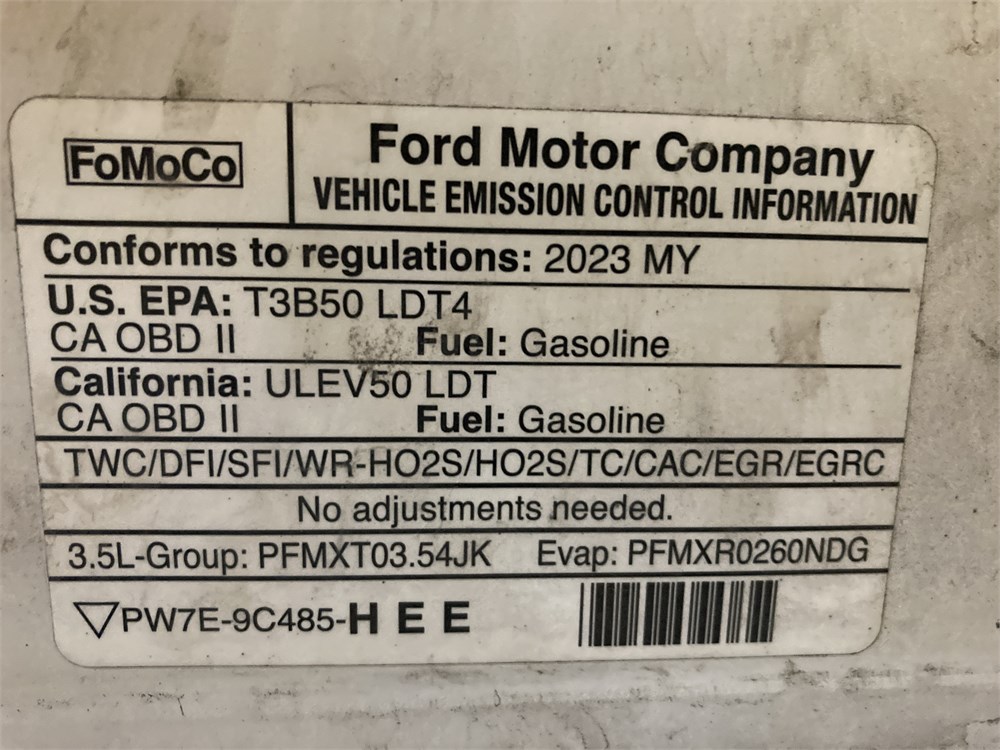 FoMoCo
Ford Motor Company
VEHICLE EMISSION CONTROL INFORMATION
Conforms to regulations: 2023 MY
U.S. EPA: T3B50 LDT4
CA OBD II Fuel: Gasoline
California: ULEV50 LDT
CA OBD II Fuel: Gasoline
TWC/DFI/SFI/WR-HO2S/HO2S/TC/CAC/EGR/EGRC
No adjustments needed.
3.5L-Group: PFMXT03.54JK Evap: PFMXR0260NDG
PW7E-9C485-HEE